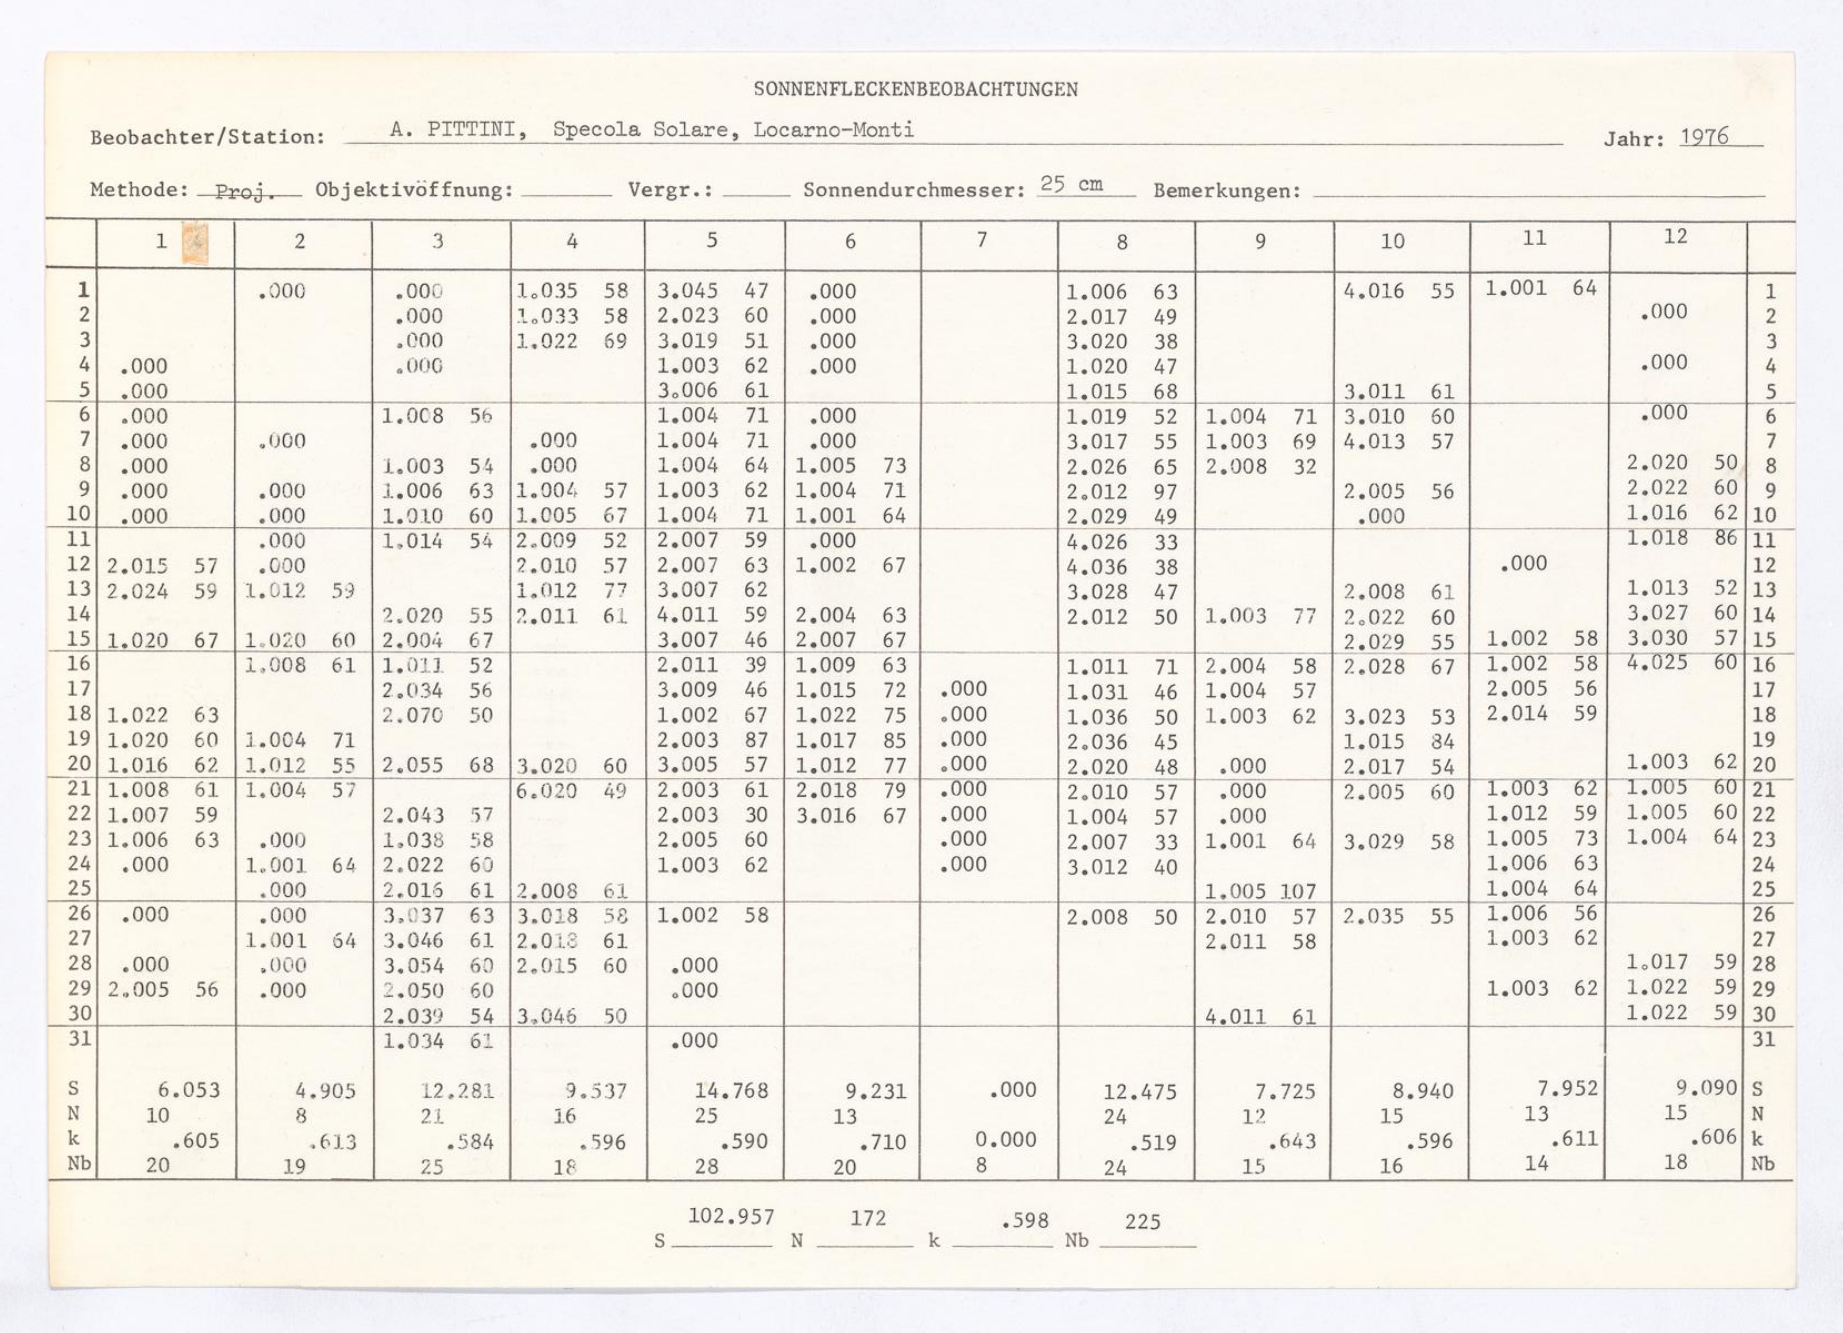 SONNENFLECKENBEOBACHTUNGEN
Beobachter/Station: A. PITTINI, Specola Solare, Locarno-Monti Jahr: 1976
Methode: Proj. Objektivöffnung: Vergr.: Sonnendurchmesser: 25 cm Bemerkungen:
1 2 3 4 5 6 7 8 9 10 11 12
1 .000 .000 1.035 58 3.045 47 .000 1.006 63 4.016 55 1.001 64 1
2 .000 1.033 58 2.023 60 .000 2.017 49 .000 2
3 .000 1.022 69 3.019 51 .000 3.020 38 3
4 .000 .000 1.003 62 .000 1.020 47 .000 4
5 .000 3.006 61 1.015 68 3.011 61 5
6 .000 1.008 56 1.004 71 .000 1.019 52 1.004 71 3.010 60 .000 6
7 .000 .000 .000 1.004 71 .000 3.017 55 1.003 69 4.013 57 7
8 .000 1.003 54 .000 1.004 64 1.005 73 2.026 65 2.008 32 2.020 50 8
9 .000 .000 1.006 63 1.004 57 1.003 62 1.004 71 2.012 97 2.005 56 2.022 60 9
10 .000 .000 1.010 60 1.005 67 1.004 71 1.001 64 2.029 49 .000 1.016 62 10
11 .000 1.014 54 2.009 52 2.007 59 .000 4.026 33 1.018 86 11
12 2.015 57 .000 2.010 57 2.007 63 1.002 67 4.036 38 .000 12
13 2.024 59 1.012 59 1.012 77 3.007 62 3.028 47 2.008 61 1.013 52 13
14 2.020 55 2.011 61 4.011 59 2.004 63 2.012 50 1.003 77 2.022 60 3.027 60 14
15 1.020 67 1.020 60 2.004 67 3.007 46 2.007 67 2.029 55 1.002 58 3.030 57 15
16 1.008 61 1.011 52 2.011 39 1.009 63 1.011 71 2.004 58 2.028 67 1.002 58 4.025 60 16
17 2.034 56 3.009 46 1.015 72 .000 1.031 46 1.004 57 2.005 56 17
18 1.022 63 2.070 50 1.002 67 1.022 75 .000 1.036 50 1.003 62 3.023 53 2.014 59 18
19 1.020 60 1.004 71 2.003 87 1.017 85 .000 2.036 45 1.015 84 19
20 1.016 62 1.012 55 2.055 68 3.020 60 3.005 57 1.012 77 .000 2.020 48 .000 2.017 54 1.003 62 20
21 1.008 61 1.004 57 6.020 49 2.003 61 2.018 79 .000 2.010 57 .000 2.005 60 1.003 62 1.005 60 21
22 1.007 59 2.043 57 2.003 30 3.016 67 .000 1.004 57 .000 1.012 59 1.005 60 22
23 1.006 63 .000 1.038 58 2.005 60 .000 2.007 33 1.001 64 3.029 58 1.005 73 1.004 64 23
24 .000 1.001 64 2.022 60 1.003 62 .000 3.012 40 1.006 63 24
25 .000 2.016 61 2.008 61 1.005 107 1.004 64 25
26 .000 .000 3.037 63 3.018 58 1.002 58 2.008 50 2.010 57 2.035 55 1.006 56 26
27 1.001 64 3.046 61 2.018 61 2.011 58 1.003 62 27
28 .000 .000 3.054 60 2.015 60 .000 1.017 59 28
29 2.005 56 .000 2.050 60 .000 1.003 62 1.022 59 29
30 2.039 54 3.046 50 4.011 61 1.022 59 30
31 1.034 61 .000 31
S 6.053 4.905 12.281 9.537 14.768 9.231 .000 12.475 7.725 8.940 7.952 9.090 S
N 10 8 21 16 25 13 24 12 15 13 15 N
k .605 .613 .584 .596 .590 .710 0.000 .519 .643 .596 .611 .606 k
Nb 20 19 25 18 28 20 8 24 15 16 14 18 Nb
S 102.957 N 172 k .598 Nb 225